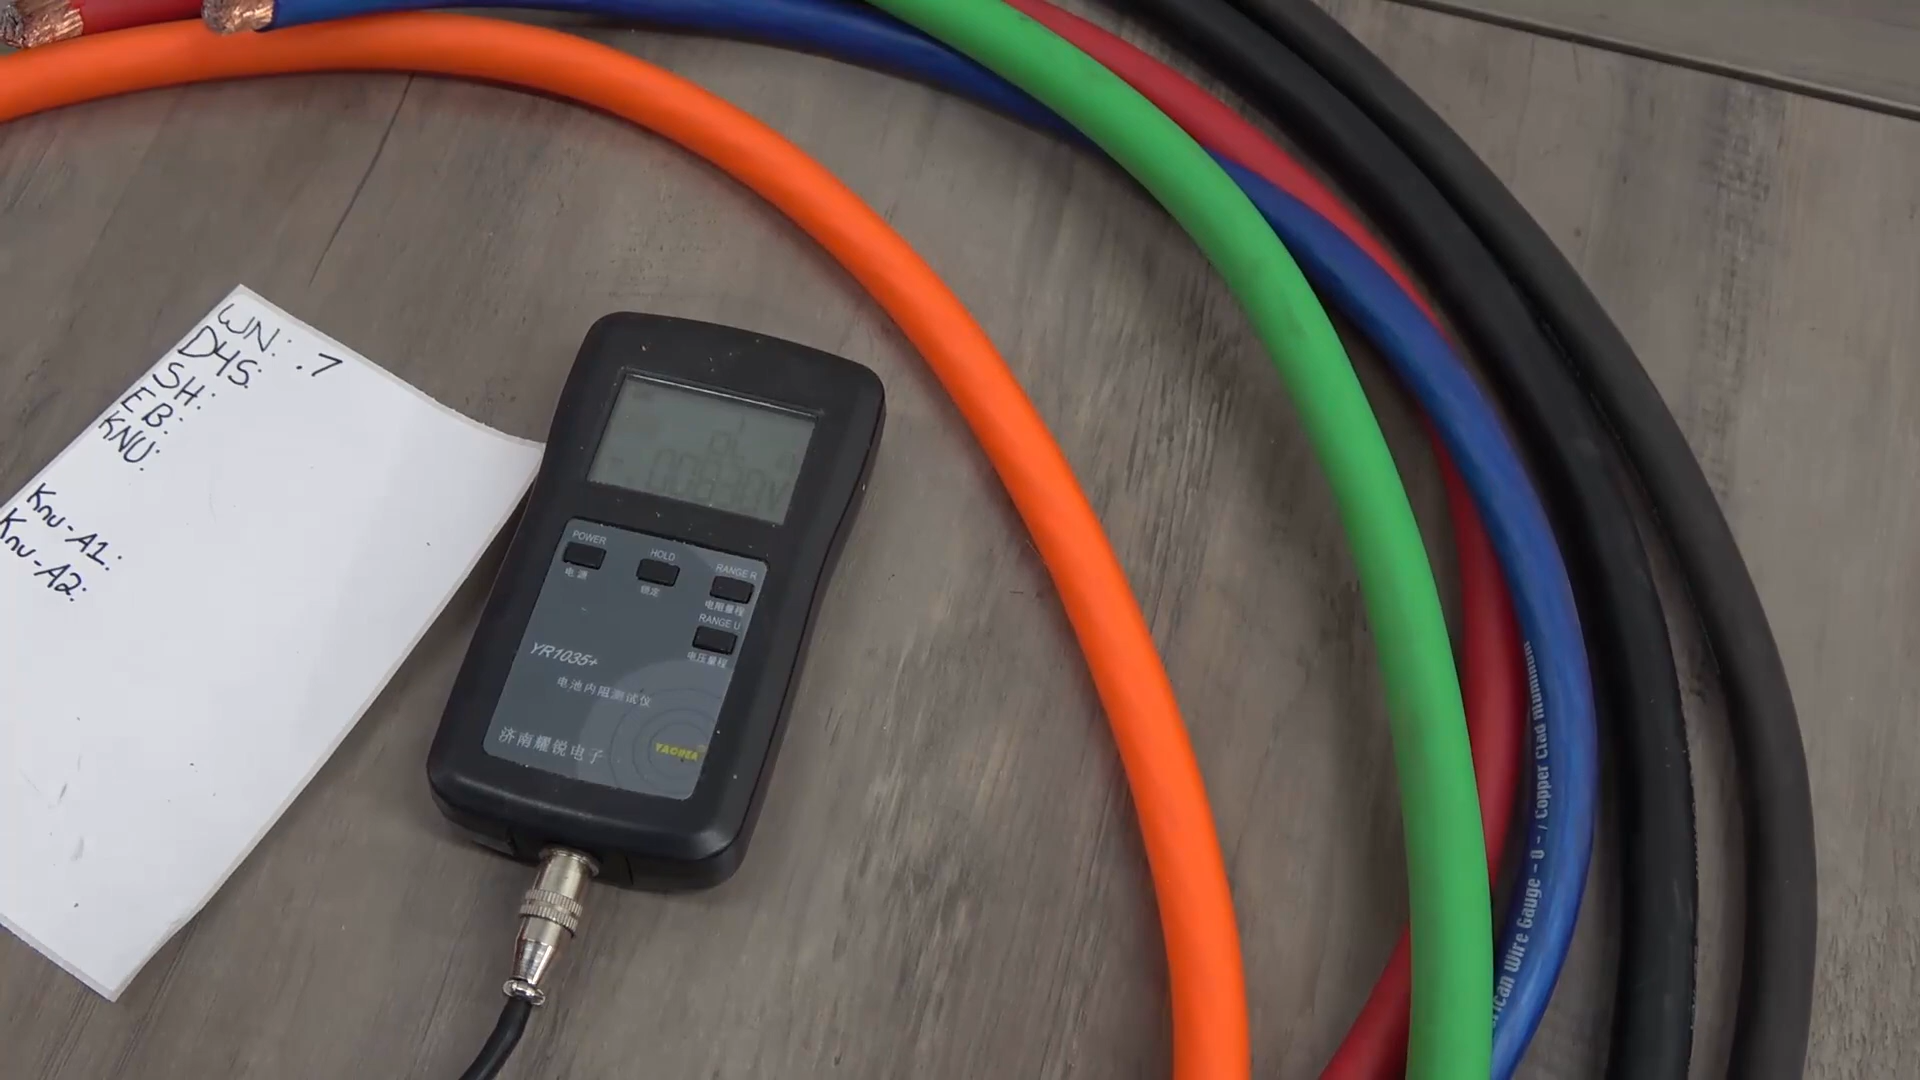 WN: .7
D4S:
SH:
EB:
KNU:
Knu-A1:
Knu-A2:
POWER
电源
HOLD
锁定
RANGE R
电阻量程
RANGE U
电压量程
YR1035+
电池内阻测试仪
济南耀锐电子
rican Wire Gauge - 0 - / Copper Clad Aluminum